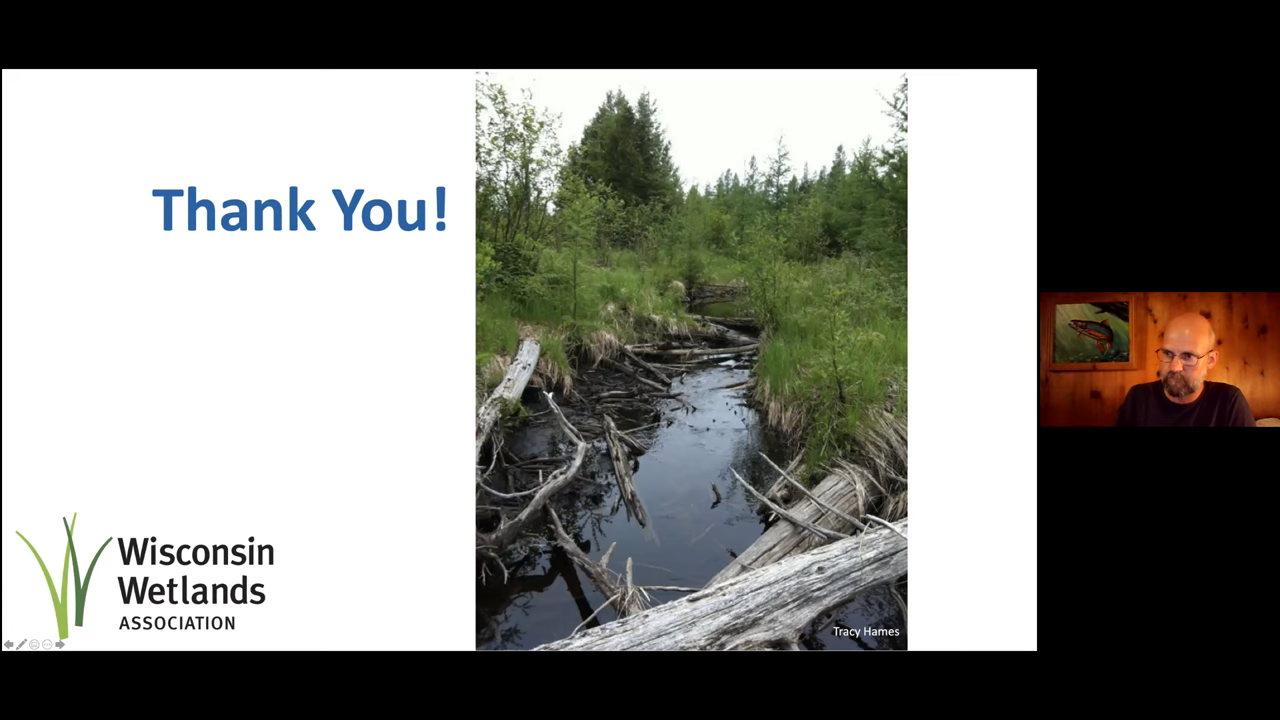 Thank You!
Wisconsin
Wetlands
ASSOCIATION
Tracy Hames